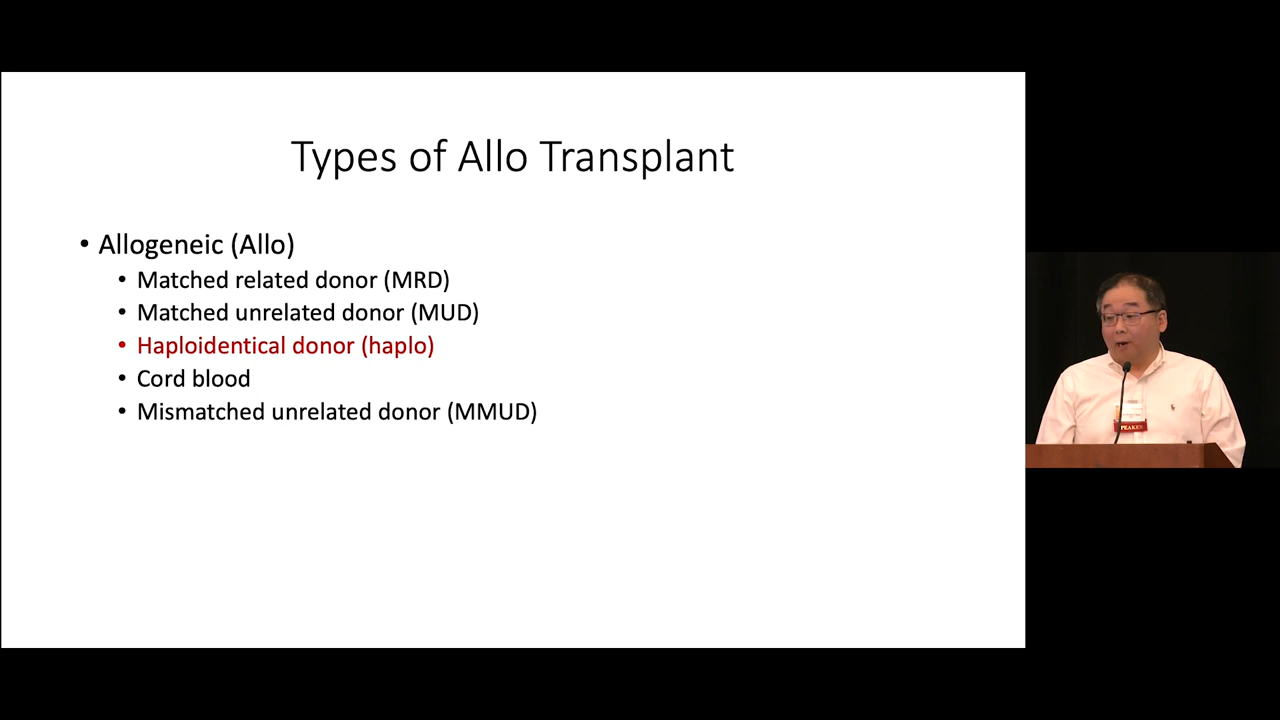 Types of Allo Transplant
• Allogeneic (Allo)
• Matched related donor (MRD)
• Matched unrelated donor (MUD)
• Haploidentical donor (haplo)
• Cord blood
• Mismatched unrelated donor (MMUD)